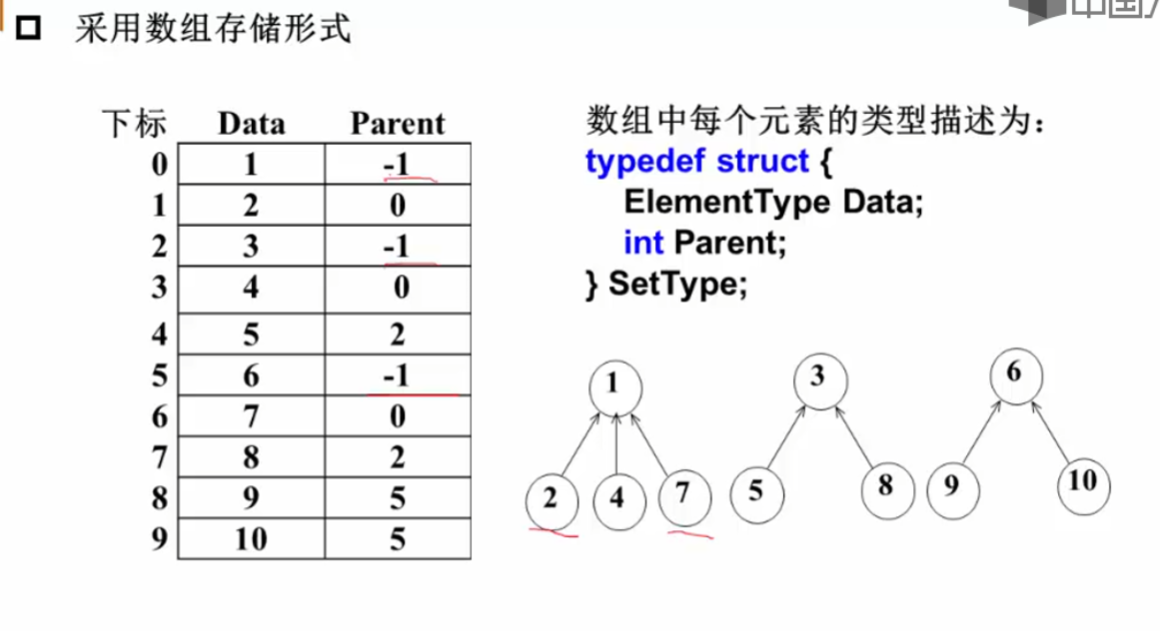 中国
采用数组存储形式
下标 Data Parent
0 1 -1
1 2 0
2 3 -1
3 4 0
4 5 2
5 6 -1
6 7 0
7 8 2
8 9 5
9 10 5
数组中每个元素的类型描述为：
typedef struct {
ElementType Data;
int Parent;
} SetType;
1 3 6
2 4 7 5 8 9 10